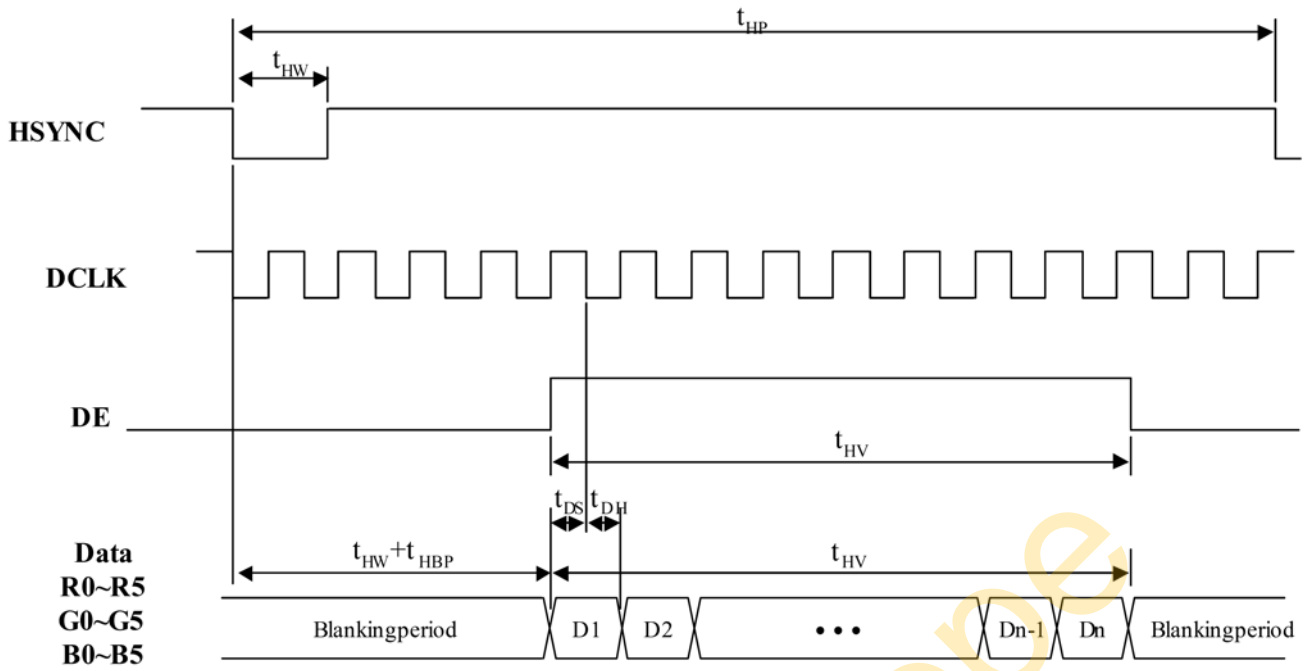 tHP
tHW
HSYNC
DCLK
DE
tHV
tDS tDH
Data
R0~R5
G0~G5
B0~B5
tHW+tHBP
tHV
Blankingperiod D1 D2 ••• Dn-1 Dn Blankingperiod